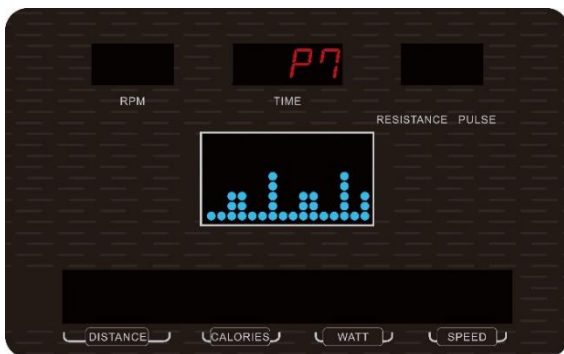 P7
RPM TIME
RESISTANCE PULSE
DISTANCE CALORIES WATT SPEED